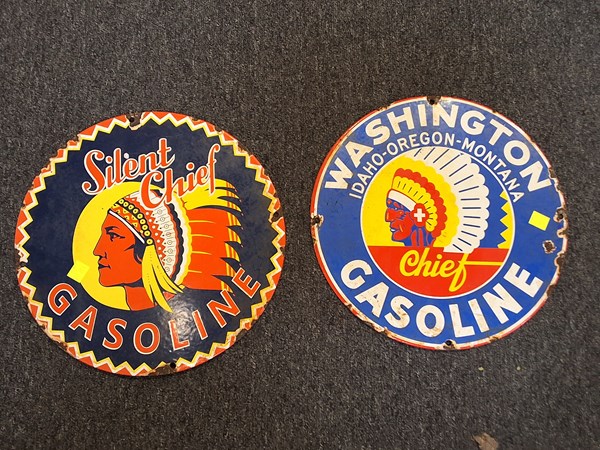 Silent
Chief
GASOLINE
WASHINGTON
IDAHO-OREGON-MONTANA
Chief
GASOLINE